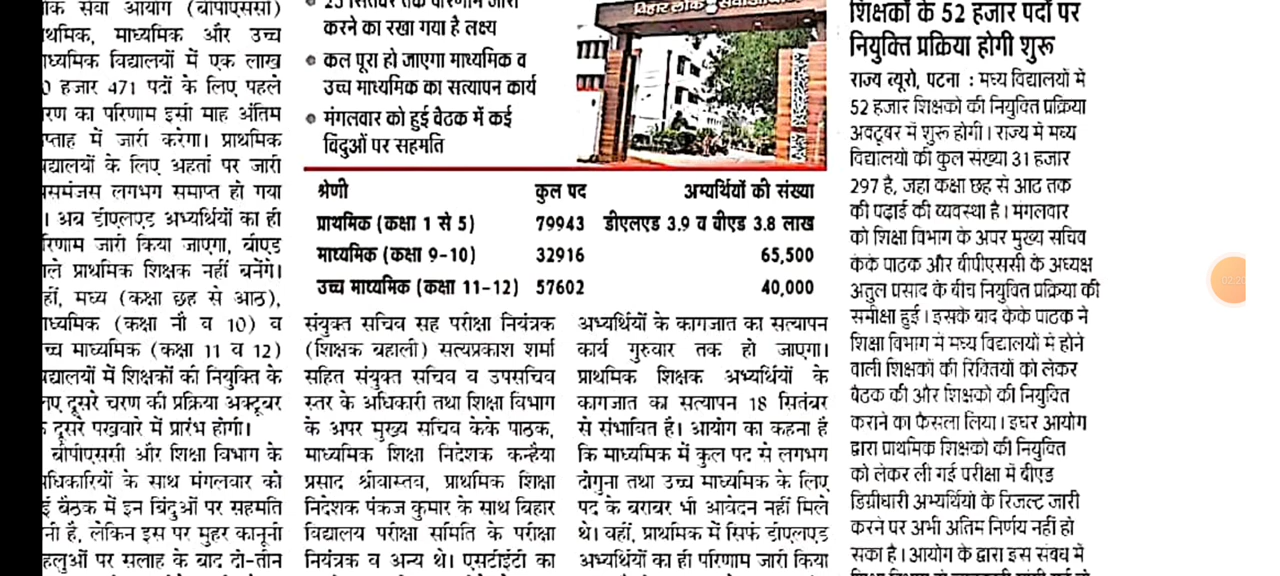 क सेवा आयोग (बीपीएससी)
थमिक, माध्यमिक और उच्च
ध्यमिक विद्यालयों में एक लाख
हजार 471 पदों के लिए पहले
रण का परिणाम इसी माह अंतिम
प्ताह में जारी करेगा। प्राथमिक
द्यालयों के लिए अहर्ता पर जारी
समंजस लगभग समाप्त हो गया
। अब डीएलएड अभ्यर्थियों का ही
रिणाम जारी किया जाएगा, बीएड
ले प्राथमिक शिक्षक नहीं बनेंगे।
हीं, मध्य (कक्षा छह से आठ),
ध्यमिक (कक्षा नौ व 10) व
च्च माध्यमिक (कक्षा 11 व 12)
द्यालयों में शिक्षकों की नियुक्ति के
लए दूसरे चरण की प्रक्रिया अक्टूबर
दूसरे पखवारे में प्रारंभ होगी।
बीपीएससी और शिक्षा विभाग के
धिकारियों के साथ मंगलवार को
ई बैठक में इन बिंदुओं पर सहमति
नी है, लेकिन इस पर मुहर कानूनी
हलुओं पर सलाह के बाद दो-तीन
25 सितंबर तक परिणाम जारी
करने का रखा गया है लक्ष्य
कल पूरा हो जाएगा माध्यमिक व
उच्च माध्यमिक का सत्यापन कार्य
मंगलवार को हुई बैठक में कई
बिंदुओं पर सहमति
बिहार लोक सेवा आयोग
श्रेणी कुल पद अभ्यर्थियों की संख्या
प्राथमिक (कक्षा 1 से 5) 79943 डीएलएड 3.9 व बीएड 3.8 लाख
माध्यमिक (कक्षा 9-10) 32916 65,500
उच्च माध्यमिक (कक्षा 11-12) 57602 40,000
संयुक्त सचिव सह परीक्षा नियंत्रक
(शिक्षक बहाली) सत्यप्रकाश शर्मा
सहित संयुक्त सचिव व उपसचिव
स्तर के अधिकारी तथा शिक्षा विभाग
के अपर मुख्य सचिव केके पाठक,
माध्यमिक शिक्षा निदेशक कन्हैया
प्रसाद श्रीवास्तव, प्राथमिक शिक्षा
निदेशक पंकज कुमार के साथ बिहार
विद्यालय परीक्षा समिति के परीक्षा
नियंत्रक व अन्य थे। एसटीईटी का
अभ्यर्थियों के कागजात का सत्यापन
कार्य गुरुवार तक हो जाएगा।
प्राथमिक शिक्षक अभ्यर्थियों के
कागजात का सत्यापन 18 सितंबर
से संभावित है। आयोग का कहना है
कि माध्यमिक में कुल पद से लगभग
दोगुना तथा उच्च माध्यमिक के लिए
पद के बराबर भी आवेदन नहीं मिले
थे। वहीं, प्राथमिक में सिर्फ डीएलएड
अभ्यर्थियों का ही परिणाम जारी किया
शिक्षकों के 52 हजार पदों पर
नियुक्ति प्रक्रिया होगी शुरू
राज्य ब्यूरो, पटना : मध्य विद्यालयों में
52 हजार शिक्षकों की नियुक्ति प्रक्रिया
अक्टूबर में शुरू होगी। राज्य में मध्य
विद्यालयों की कुल संख्या 31 हजार
297 है, जहां कक्षा छह से आठ तक
की पढ़ाई की व्यवस्था है। मंगलवार
को शिक्षा विभाग के अपर मुख्य सचिव
केके पाठक और बीपीएससी के अध्यक्ष
अतुल प्रसाद के बीच नियुक्ति प्रक्रिया की
समीक्षा हुई। इसके बाद केके पाठक ने
शिक्षा विभाग में मध्य विद्यालयों में होने
वाली शिक्षकों की रिक्तियों को लेकर
बैठक की और शिक्षकों की नियुक्ति
कराने का फैसला लिया। इधर आयोग
द्वारा प्राथमिक शिक्षकों की नियुक्ति
को लेकर ली गई परीक्षा में बीएड
डिग्रीधारी अभ्यर्थियों के रिजल्ट जारी
करने पर अभी अंतिम निर्णय नहीं हो
सका है। आयोग के द्वारा इस संबंध में